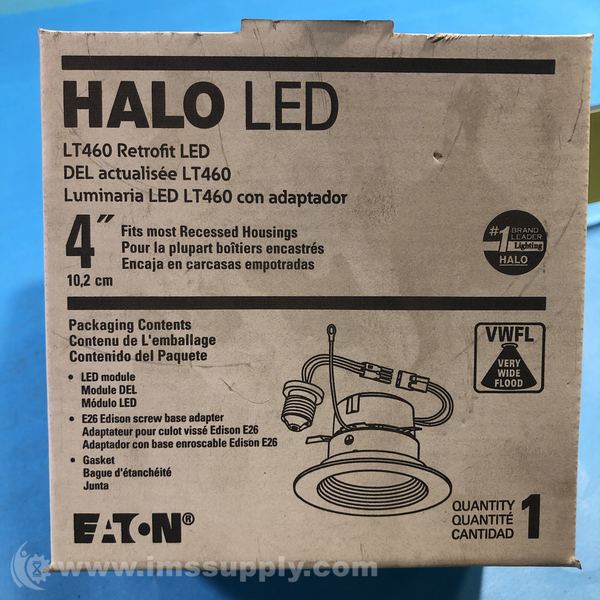 HALO LED
LT460 Retrofit LED
DEL actualisée LT460
Luminaria LED LT460 con adaptador
4"
10,2 cm
Fits most Recessed Housings
Pour la plupart boîtiers encastrés
Encaja en carcasas empotradas
#1 BRAND LEADER
Lighting
HALO
Packaging Contents
Contenu de L'emballage
Contenido del Paquete
• LED module
Module DEL
Módulo LED
• E26 Edison screw base adapter
Adaptateur pour culot vissé Edison E26
Adaptador con base enroscable Edison E26
• Gasket
Bague d'étanchéité
Junta
VWFL
VERY
WIDE
FLOOD
EATON®
QUANTITY
QUANTITÉ
CANTIDAD
1
www.imssupply.com